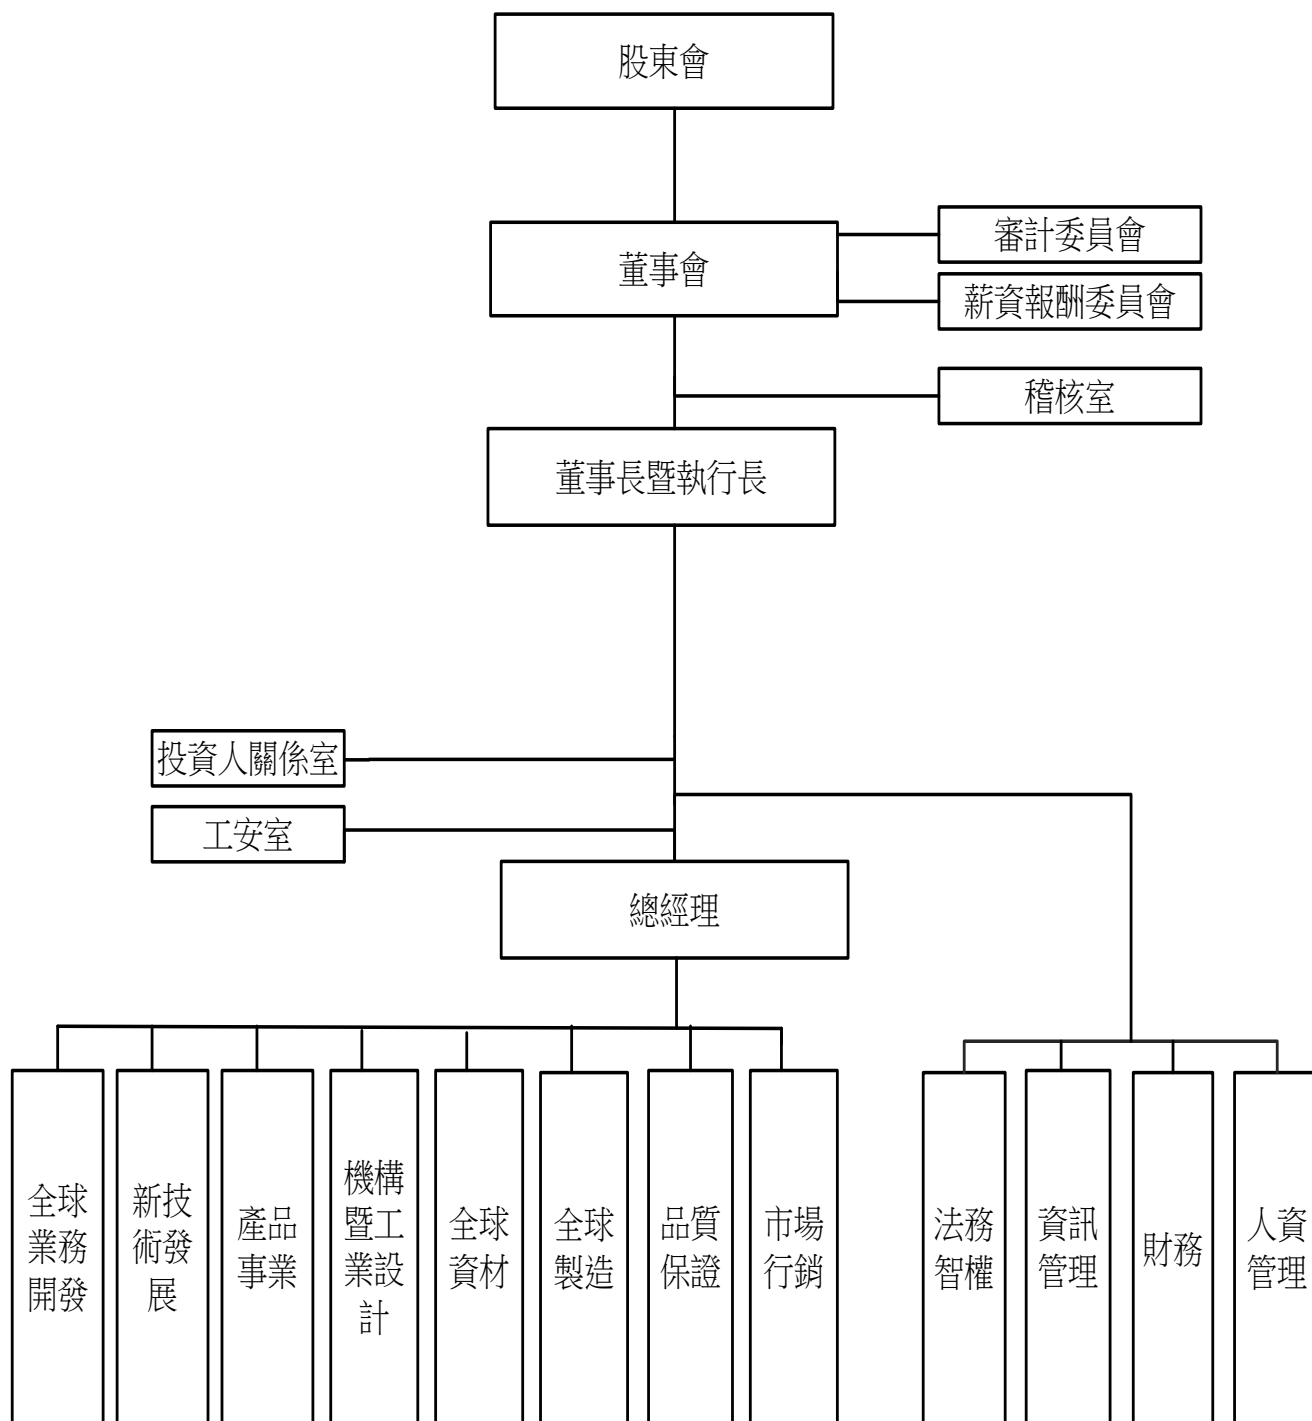 股東會
董事會
審計委員會
薪資報酬委員會
稽核室
董事長暨執行長
投資人關係室
工安室
總經理
全球
業務
開發
新技
術發
展
產品
事業
機構
暨工
業設
計
全球
資材
全球
製造
品質
保證
市場
行銷
法務
智權
資訊
管理
財務
人資
管理